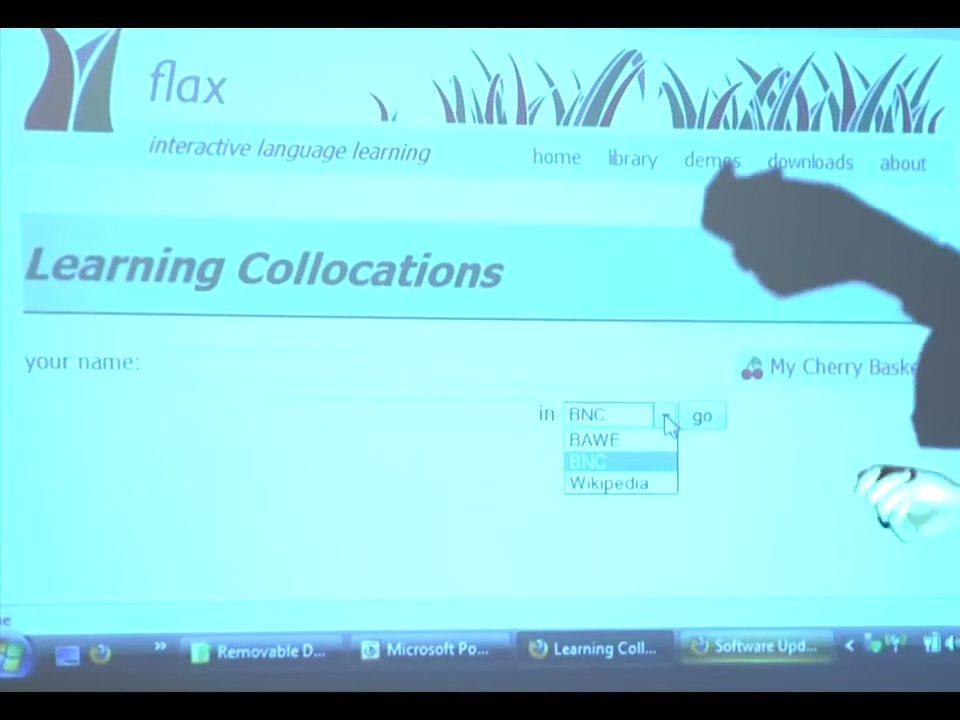 flax
interactive language learning
home library demos downloads about
Learning Collocations
your name:
My Cherry Baske
in BNC go
BAWE
BNC
Wikipedia
Removable D... Microsoft Po... Learning Coll... Software Upd...